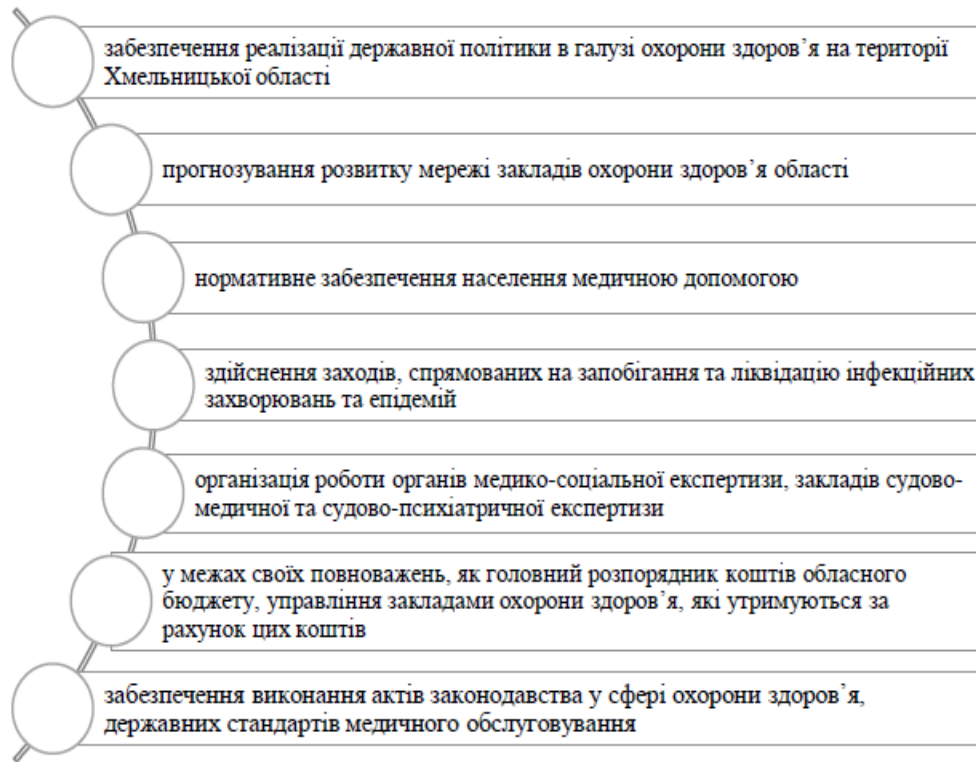 забезпечення реалізації державної політики в галузі охорони здоров’я на території
Хмельницької області
прогнозування розвитку мережі закладів охорони здоров’я області
нормативне забезпечення населення медичною допомогою
здійснення заходів, спрямованих на запобігання та ліквідацію інфекційних
захворювань та епідемій
організація роботи органів медико-соціальної експертизи, закладів судово-
медичної та судово-психіатричної експертизи
у межах своїх повноважень, як головний розпорядник коштів обласного
бюджету, управління закладами охорони здоров’я, які утримуються за
рахунок цих коштів
забезпечення виконання актів законодавства у сфері охорони здоров’я,
державних стандартів медичного обслуговування